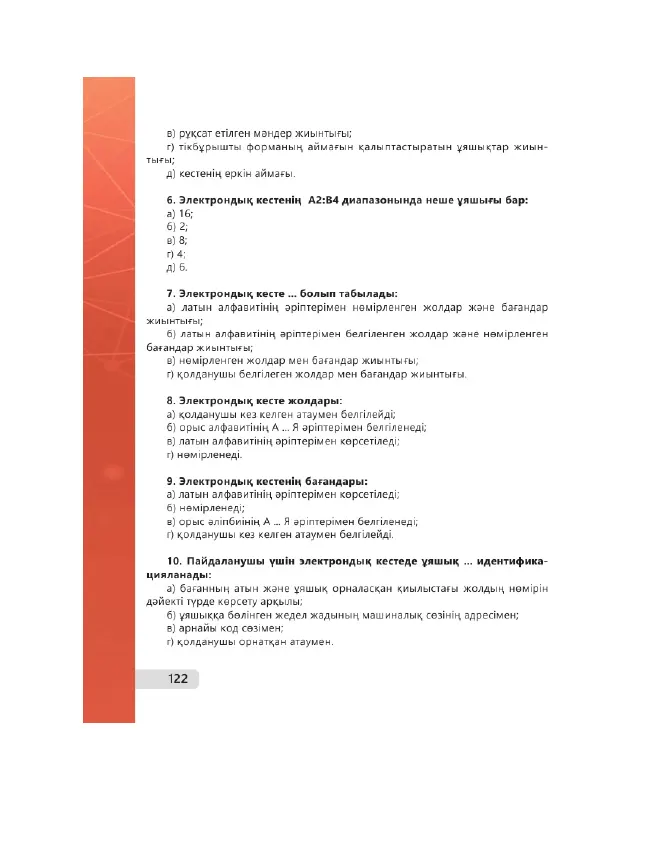 в) рұқсат етілген мәндер жиынтығы;
г) тікбұрышты форманың аймағын қалыптастыратын ұяшықтар жиын-
тығы;
д) кестенің еркін аймағы.
6. Электрондық кестенің А2:В4 диапазонында неше ұяшығы бар:
а) 16;
б) 2;
в) 8;
г) 4;
д) 6.
7. Электрондық кесте ... болып табылады:
а) латын алфавитінің әріптерімен нөмірленген жолдар және бағандар
жиынтығы;
б) латын алфавитінің әріптерімен белгіленген жолдар және нөмірленген
бағандар жиынтығы;
в) нөмірленген жолдар мен бағандар жиынтығы;
г) қолданушы белгілеген жолдар мен бағандар жиынтығы.
8. Электрондық кесте жолдары:
а) қолданушы кез келген атаумен белгілейді;
б) орыс алфавитінің А ... Я әріптерімен белгіленеді;
в) латын алфавитінің әріптерімен көрсетіледі;
г) нөмірленеді.
9. Электрондық кестенің бағандары:
а) латын алфавитінің әріптерімен көрсетіледі;
б) нөмірленеді;
в) орыс әліпбиінің А ... Я әріптерімен белгіленеді;
г) қолданушы кез келген атаумен белгілейді.
10. Пайдаланушы үшін электрондық кестеде ұяшық ... идентифика-
цияланады:
а) бағанның атын және ұяшық орналасқан қиылыстағы жолдың нөмірін
дәйекті түрде көрсету арқылы;
б) ұяшыққа бөлінген жедел жадының машиналық сөзінің адресімен;
в) арнайы код сөзімен;
г) қолданушы орнатқан атаумен.
122